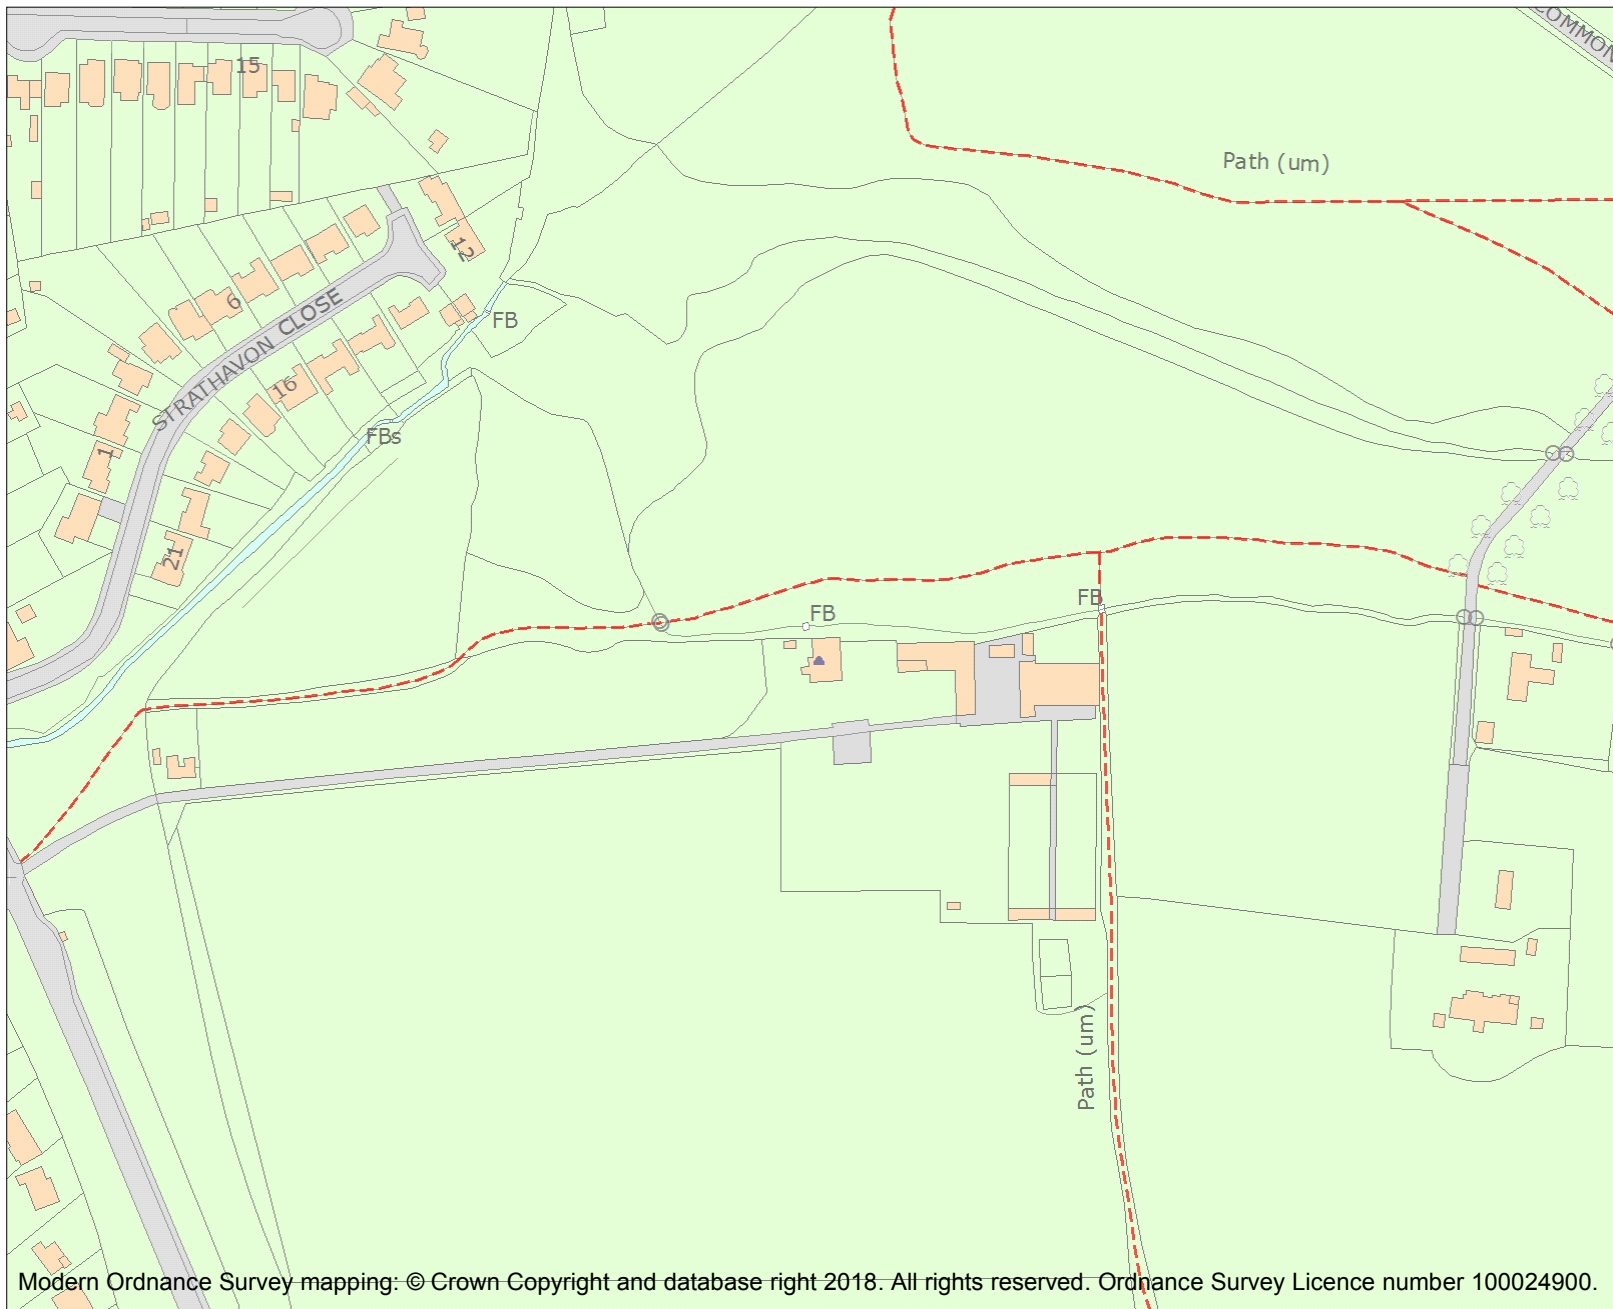 COMMON
15
Path (um)
12
6
STRATHAVON CLOSE
FB
16
FBs
1
21
FB
FB
Path (um)
Modern Ordnance Survey mapping: © Crown Copyright and database right 2018. All rights reserved. Ordnance Survey Licence number 100024900.